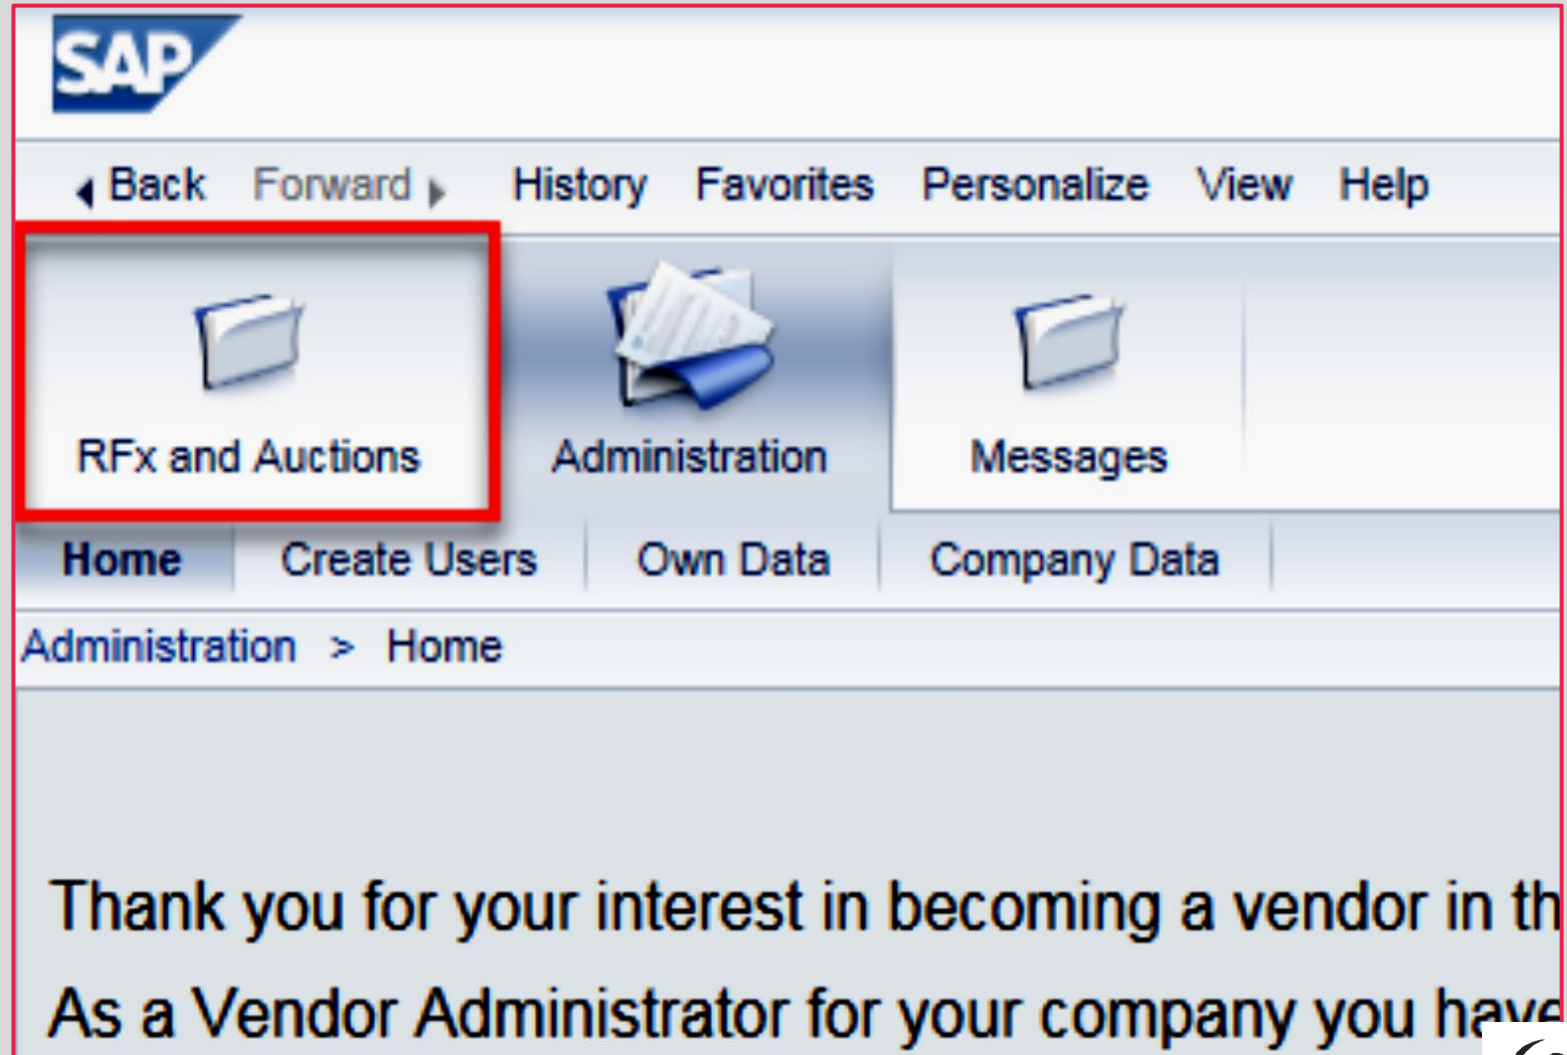 SAP
Back Forward History Favorites Personalize View Help
RFx and Auctions Administration Messages
Home Create Users Own Data Company Data
Administration > Home
Thank you for your interest in becoming a vendor in th
As a Vendor Administrator for your company you have